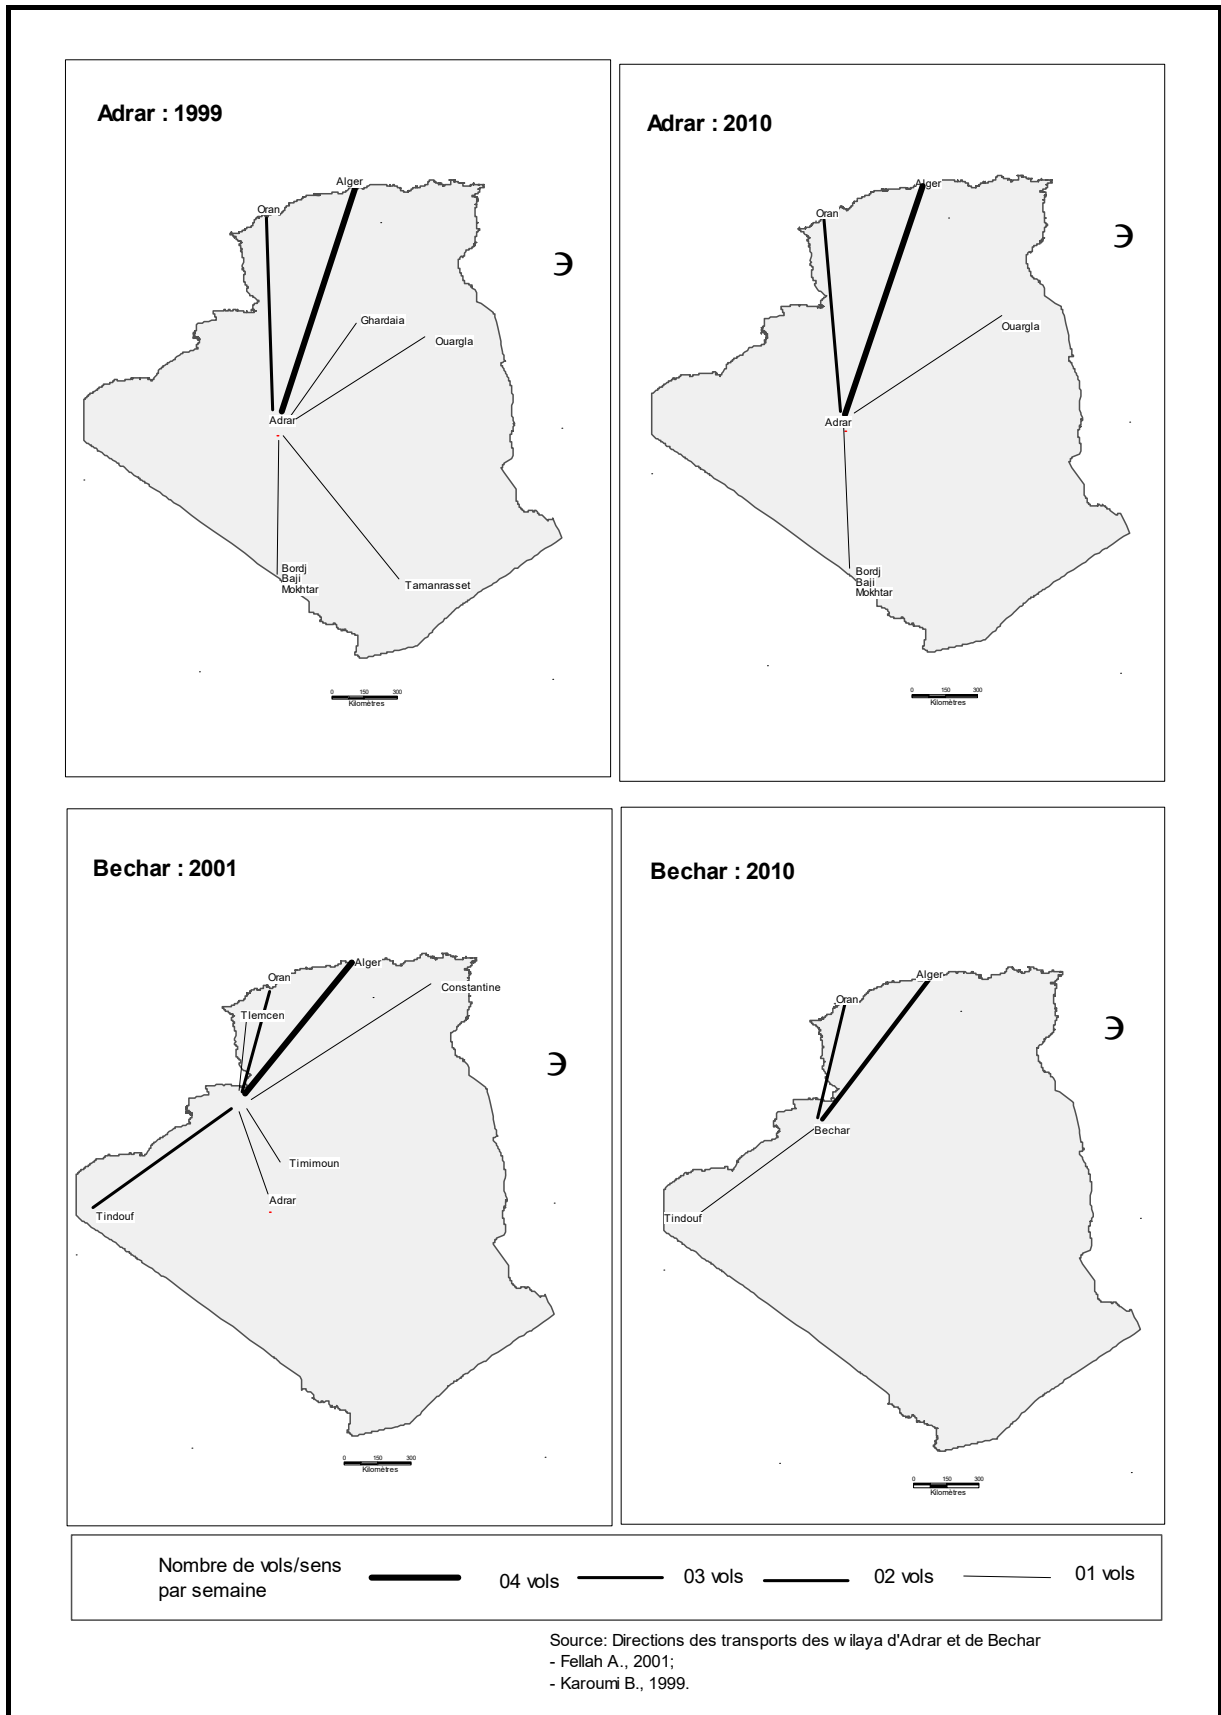 Adrar : 1999
Alger
Oran
Ghardaia
Ouargla
Adrar
Bordj
Baji
Mokhtar
Tamanrasset
0 150 300
Kilomètres
Adrar : 2010
Alger
Oran
Ouargla
Adrar
Bordj
Baji
Mokhtar
0 150 300
Kilomètres
Bechar : 2001
Alger
Oran
Constantine
Tlemcen
Timimoun
Adrar
Tindouf
0 150 300
Kilomètres
Bechar : 2010
Alger
Oran
Bechar
Tindouf
0 150 300
Kilomètres
Nombre de vols/sens
par semaine
04 vols
03 vols
02 vols
01 vols
Source: Directions des transports des wilaya d'Adrar et de Bechar
- Fellah A., 2001;
- Karoumi B., 1999.